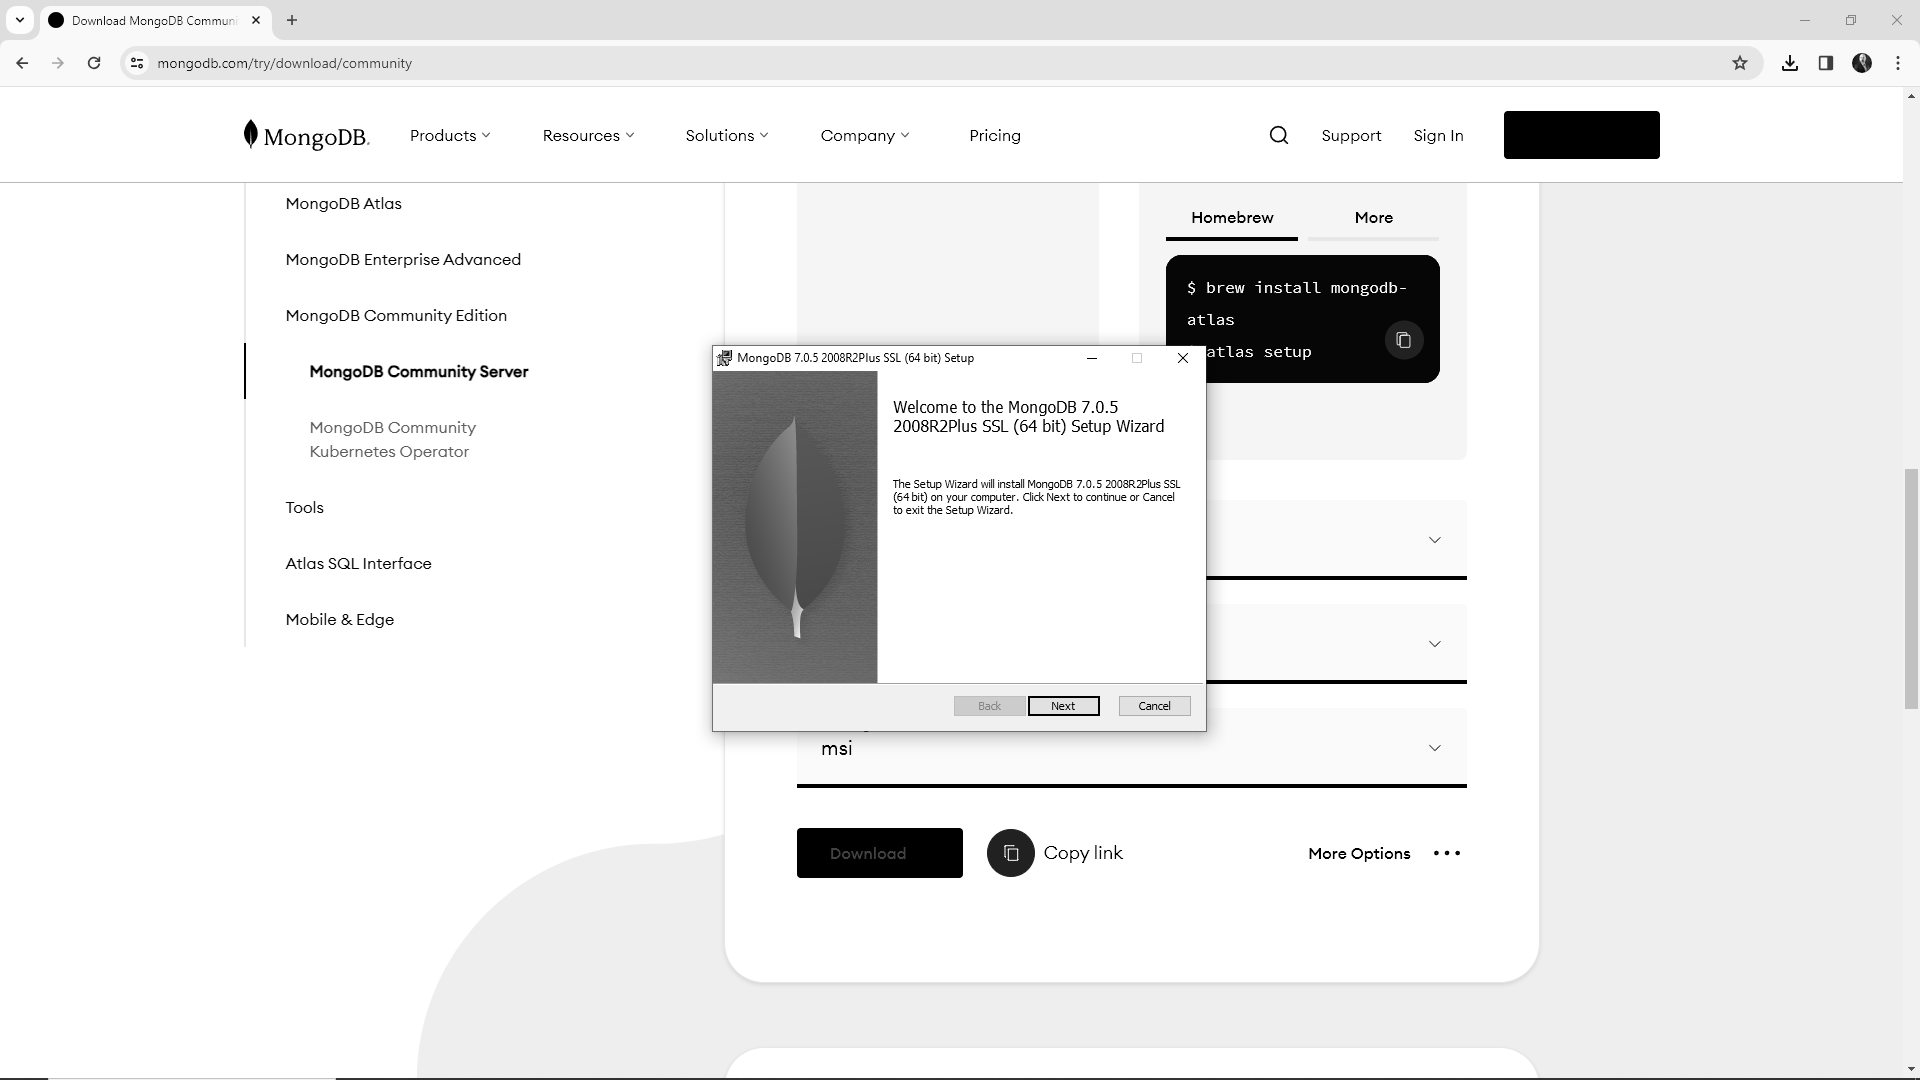 Download MongoDB Communi
mongodb.com/try/download/community
MongoDB.
Products
Resources
Solutions
Company
Pricing
Support
Sign In
MongoDB Atlas
MongoDB Enterprise Advanced
MongoDB Community Edition
MongoDB Community Server
MongoDB Community
Kubernetes Operator
Tools
Atlas SQL Interface
Mobile & Edge
Homebrew
More
$ brew install mongodb-
atlas
atlas setup
MongoDB 7.0.5 2008R2Plus SSL (64 bit) Setup
Welcome to the MongoDB 7.0.5
2008R2Plus SSL (64 bit) Setup Wizard
The Setup Wizard will install MongoDB 7.0.5 2008R2Plus SSL
(64 bit) on your computer. Click Next to continue or Cancel
to exit the Setup Wizard.
Back
Next
Cancel
msi
Download
Copy link
More Options